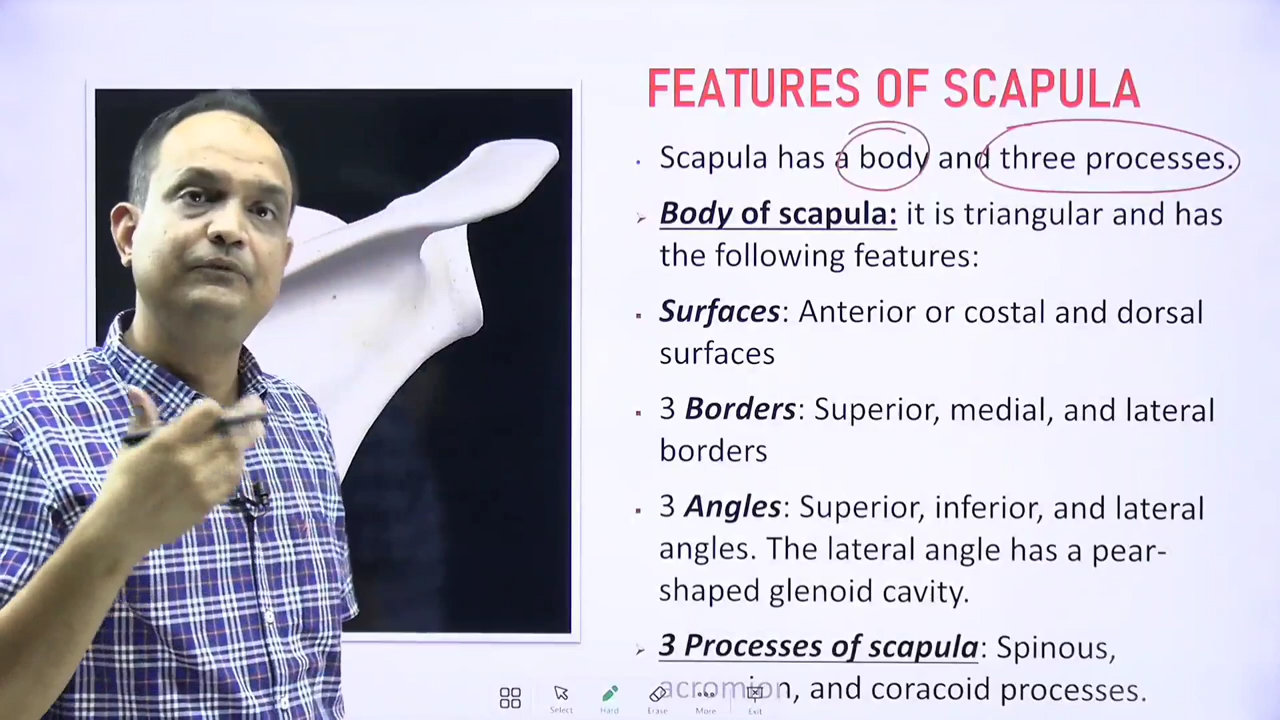 FEATURES OF SCAPULA
Scapula has a body and three processes.
Body of scapula: it is triangular and has
the following features:
Surfaces: Anterior or costal and dorsal
surfaces
3 Borders: Superior, medial, and lateral
borders
3 Angles: Superior, inferior, and lateral
angles. The lateral angle has a pear-
shaped glenoid cavity.
3 Processes of scapula: Spinous,
acromion, and coracoid processes.
Select Hard Erase More Exit